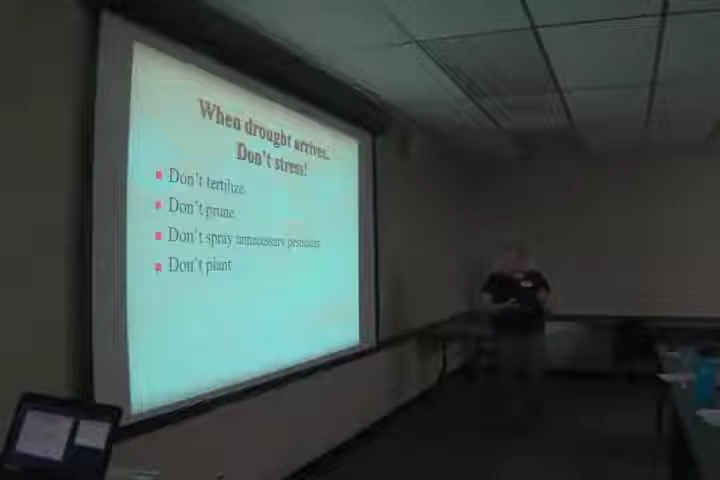 When drought arrives..
Don't stress!
Don't fertilize
Don't prune
Don't spray unnecessary pesticides
Don't plant